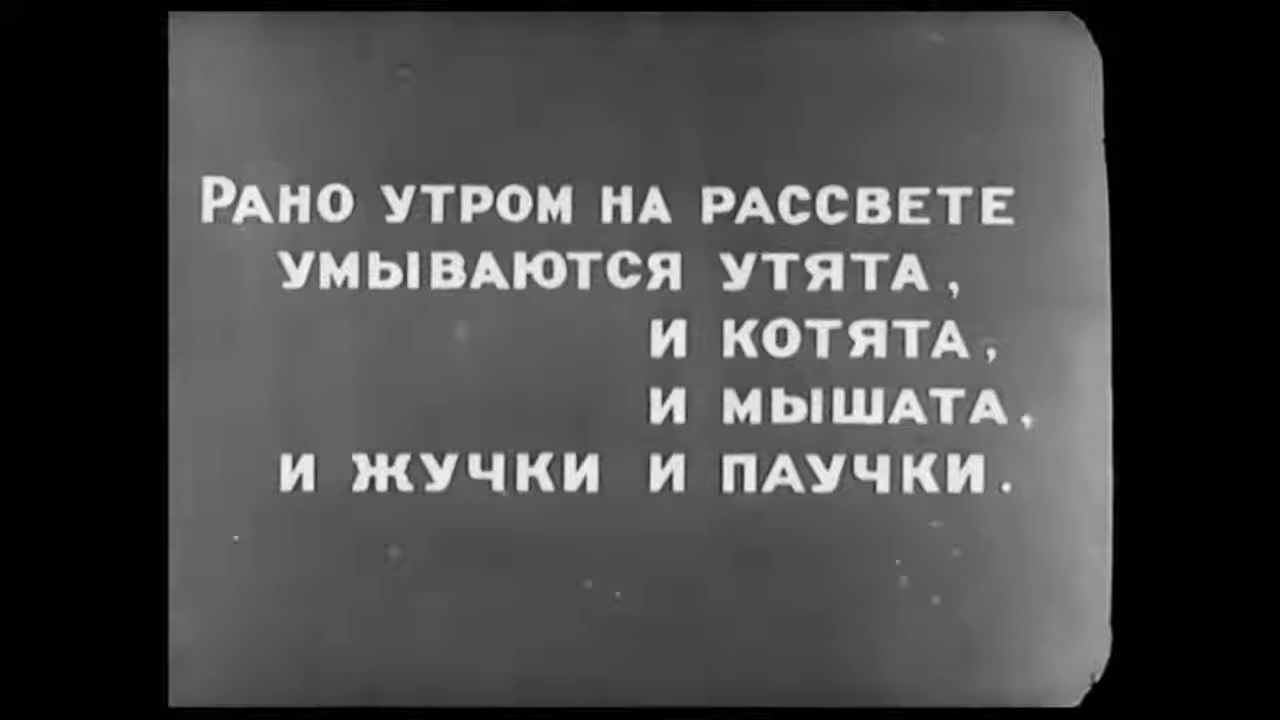 РАНО УТРОМ НА РАССВЕТЕ
УМЫВАЮТСЯ УТЯТА,
И КОТЯТА,
И МЫШАТА,
И ЖУЧКИ И ПАУЧКИ.